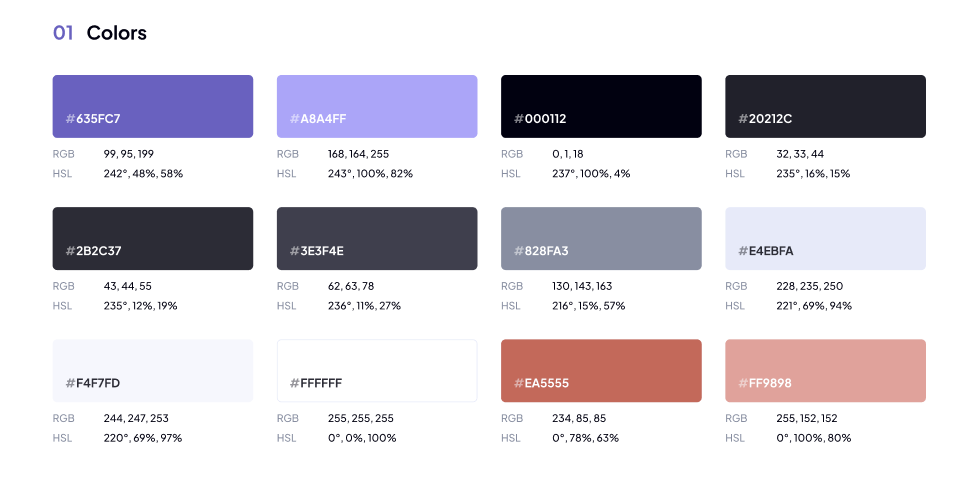 01 Colors
#635FC7
RGB 99, 95, 199
HSL 242°, 48%, 58%
#A8A4FF
RGB 168, 164, 255
HSL 243°, 100%, 82%
#000112
RGB 0, 1, 18
HSL 237°, 100%, 4%
#20212C
RGB 32, 33, 44
HSL 235°, 16%, 15%
#2B2C37
RGB 43, 44, 55
HSL 235°, 12%, 19%
#3E3F4E
RGB 62, 63, 78
HSL 236°, 11%, 27%
#828FA3
RGB 130, 143, 163
HSL 216°, 15%, 57%
#E4EBFA
RGB 228, 235, 250
HSL 221°, 69%, 94%
#F4F7FD
RGB 244, 247, 253
HSL 220°, 69%, 97%
#FFFFFF
RGB 255, 255, 255
HSL 0°, 0%, 100%
#EA5555
RGB 234, 85, 85
HSL 0°, 78%, 63%
#FF9898
RGB 255, 152, 152
HSL 0°, 100%, 80%